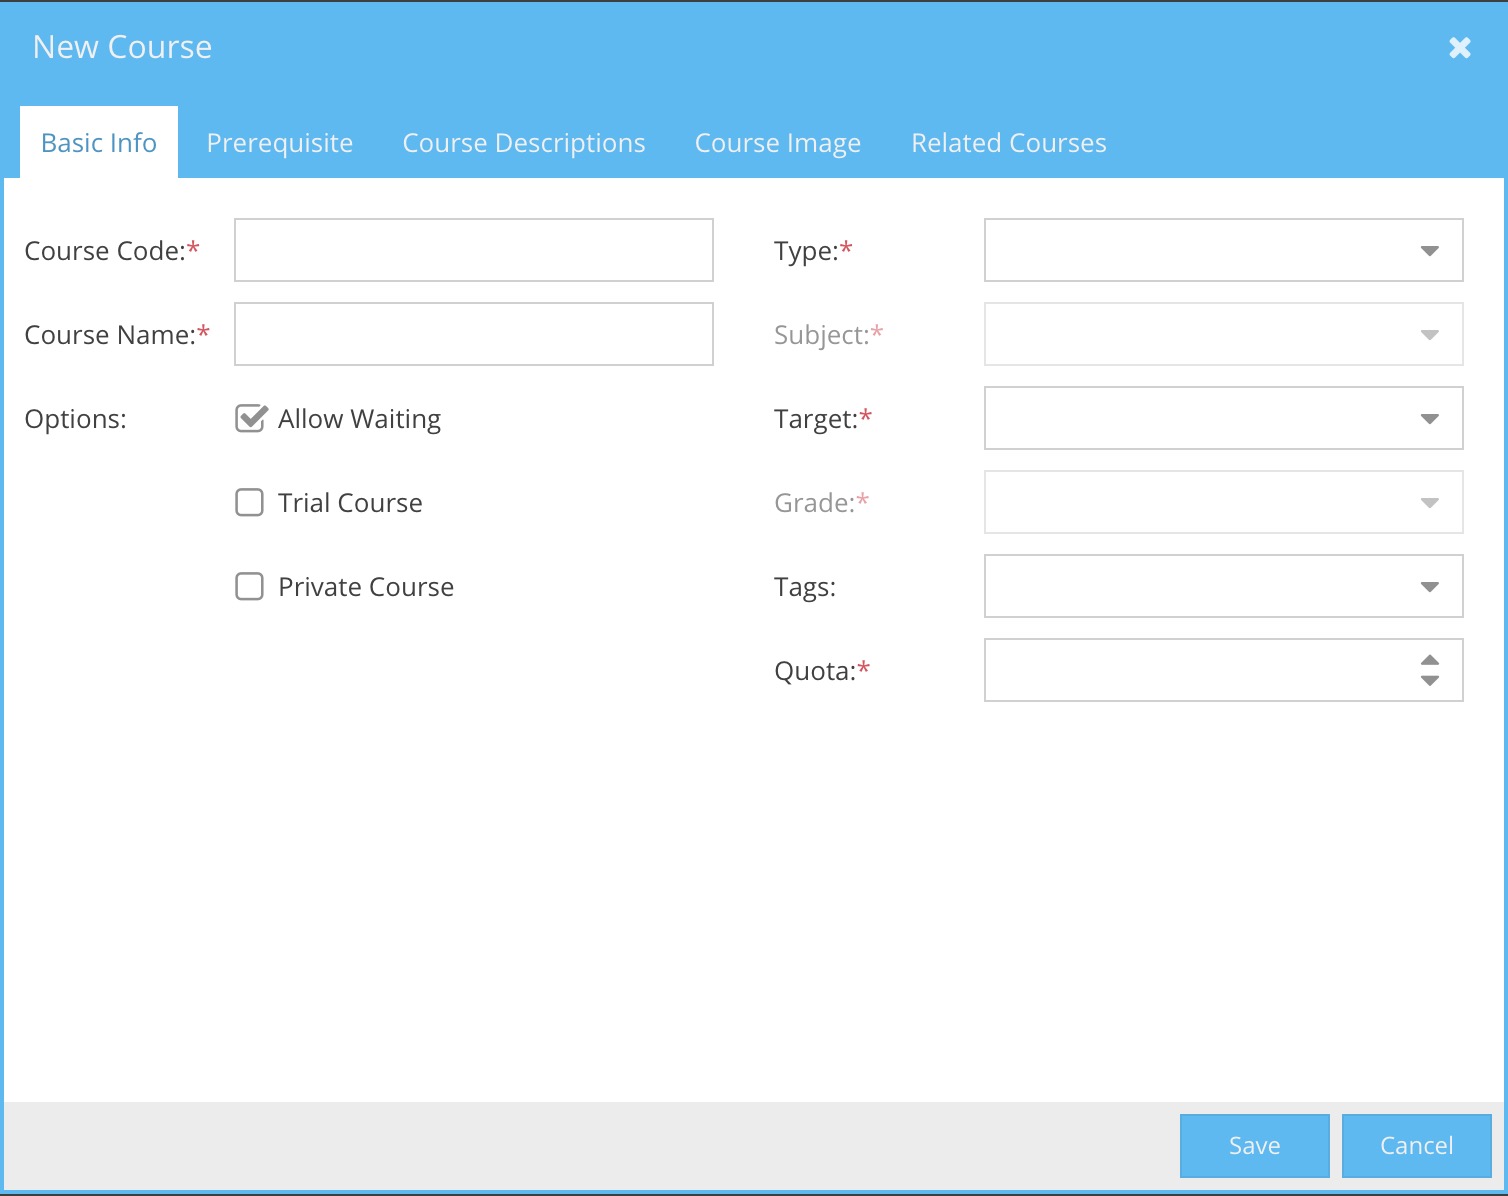 New Course
Basic Info Prerequisite Course Descriptions Course Image Related Courses
Course Code:*
Course Name:*
Options:
Allow Waiting
Trial Course
Private Course
Type:*
Subject:*
Target:*
Grade:*
Tags:
Quota:*
Save Cancel